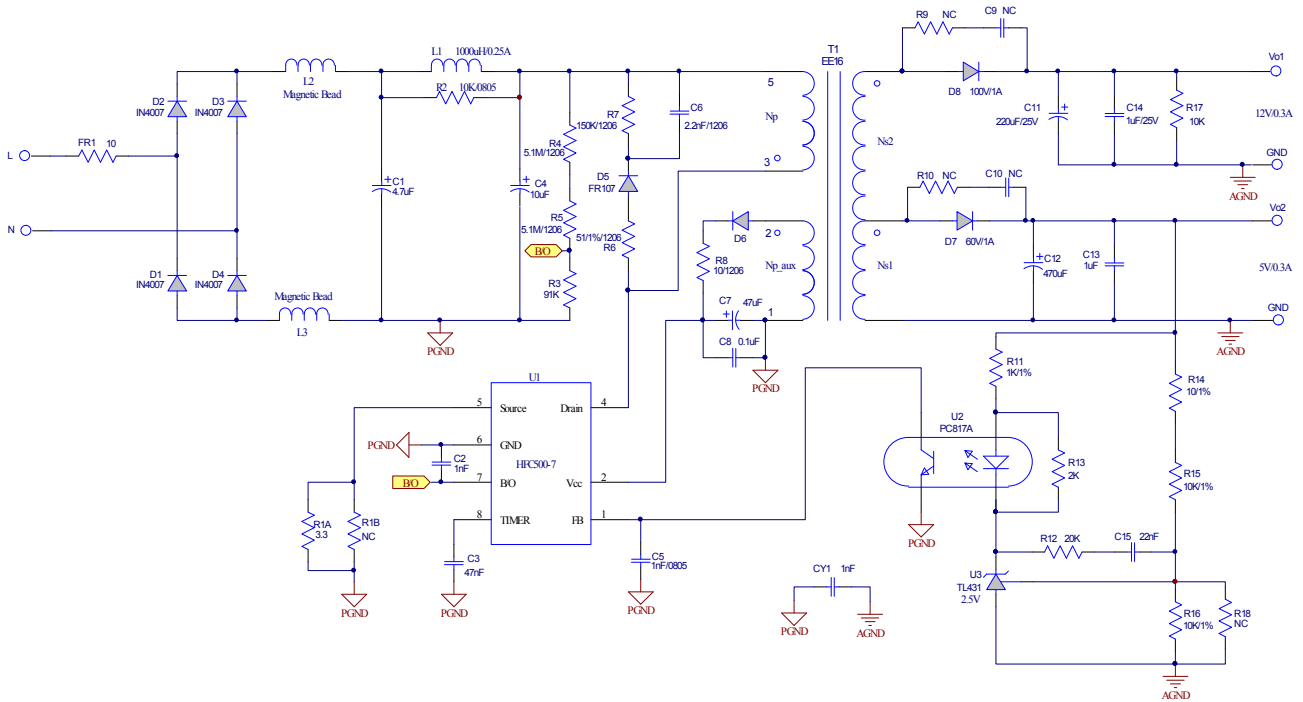 R9 NC
C9 NC
T1
EE16
L1 1000uH/0.25A
Vo1
L2
Magnetic Bead
R2 10K/0805
5
D8 100V/1A
D2
IN4007
D3
IN4007
R7
150K/1206
C6
2.2nF/1206
Np
C11
220uF/25V
C14
1uF/25V
R17
10K
12V/0.3A
FR1 10
R4
5.1M/1206
Ns2
L
3
GND
C1
4.7uF
C4
10uF
D5
FR107
R10 NC
C10 NC
AGND
Vo2
R5
5.1M/1206
51/1%/1206
R6
N
B/O
D6
2
D7 60V/1A
R8
10/1206
Np_aux
Ns1
C12
470uF
C13
1uF
5V/0.3A
D1
IN4007
D4
IN4007
R3
91K
Magnetic Bead
L3
C7 47uF
1
GND
PGND
C8 0.1uF
AGND
PGND
R11
1K/1%
R14
10/1%
U1
5 Source Drain 4
PGND
6 GND
HFC500-7
C2
1nF
B/O
7 B/O Vcc 2
8 TIMER FB 1
U2
PC817A
R13
2K
R15
10K/1%
R1A
3.3
R1B
NC
PGND
R12 20K
C15 22nF
C3
47nF
C5
1nF/0805
CY1 1nF
U3
TL431
2.5V
PGND
PGND
PGND
PGND
AGND
R16
10K/1%
R18
NC
AGND